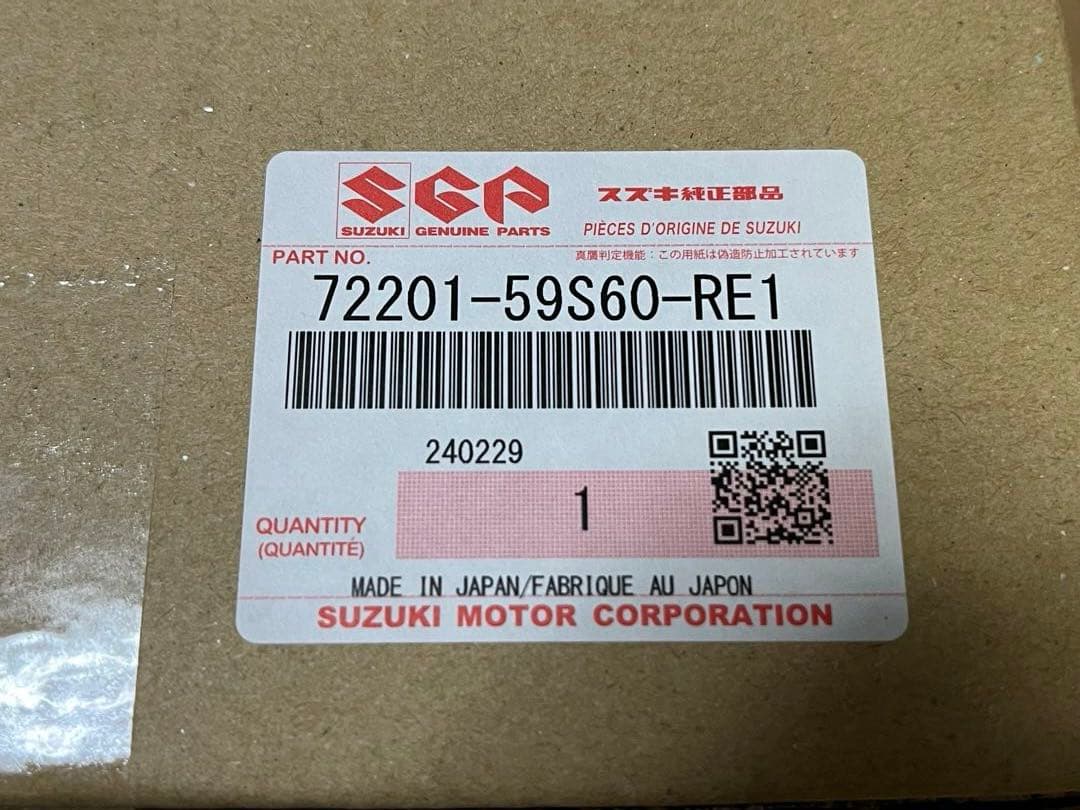 SGP
SUZUKI GENUINE PARTS
スズキ純正部品
PIÈCES D'ORIGINE DE SUZUKI
PART NO.
真贋判定機能：この用紙は偽造防止加工されています
72201-59S60-RE1
240229
1
QUANTITY
(QUANTITÉ)
MADE IN JAPAN/FABRIQUE AU JAPON
SUZUKI MOTOR CORPORATION